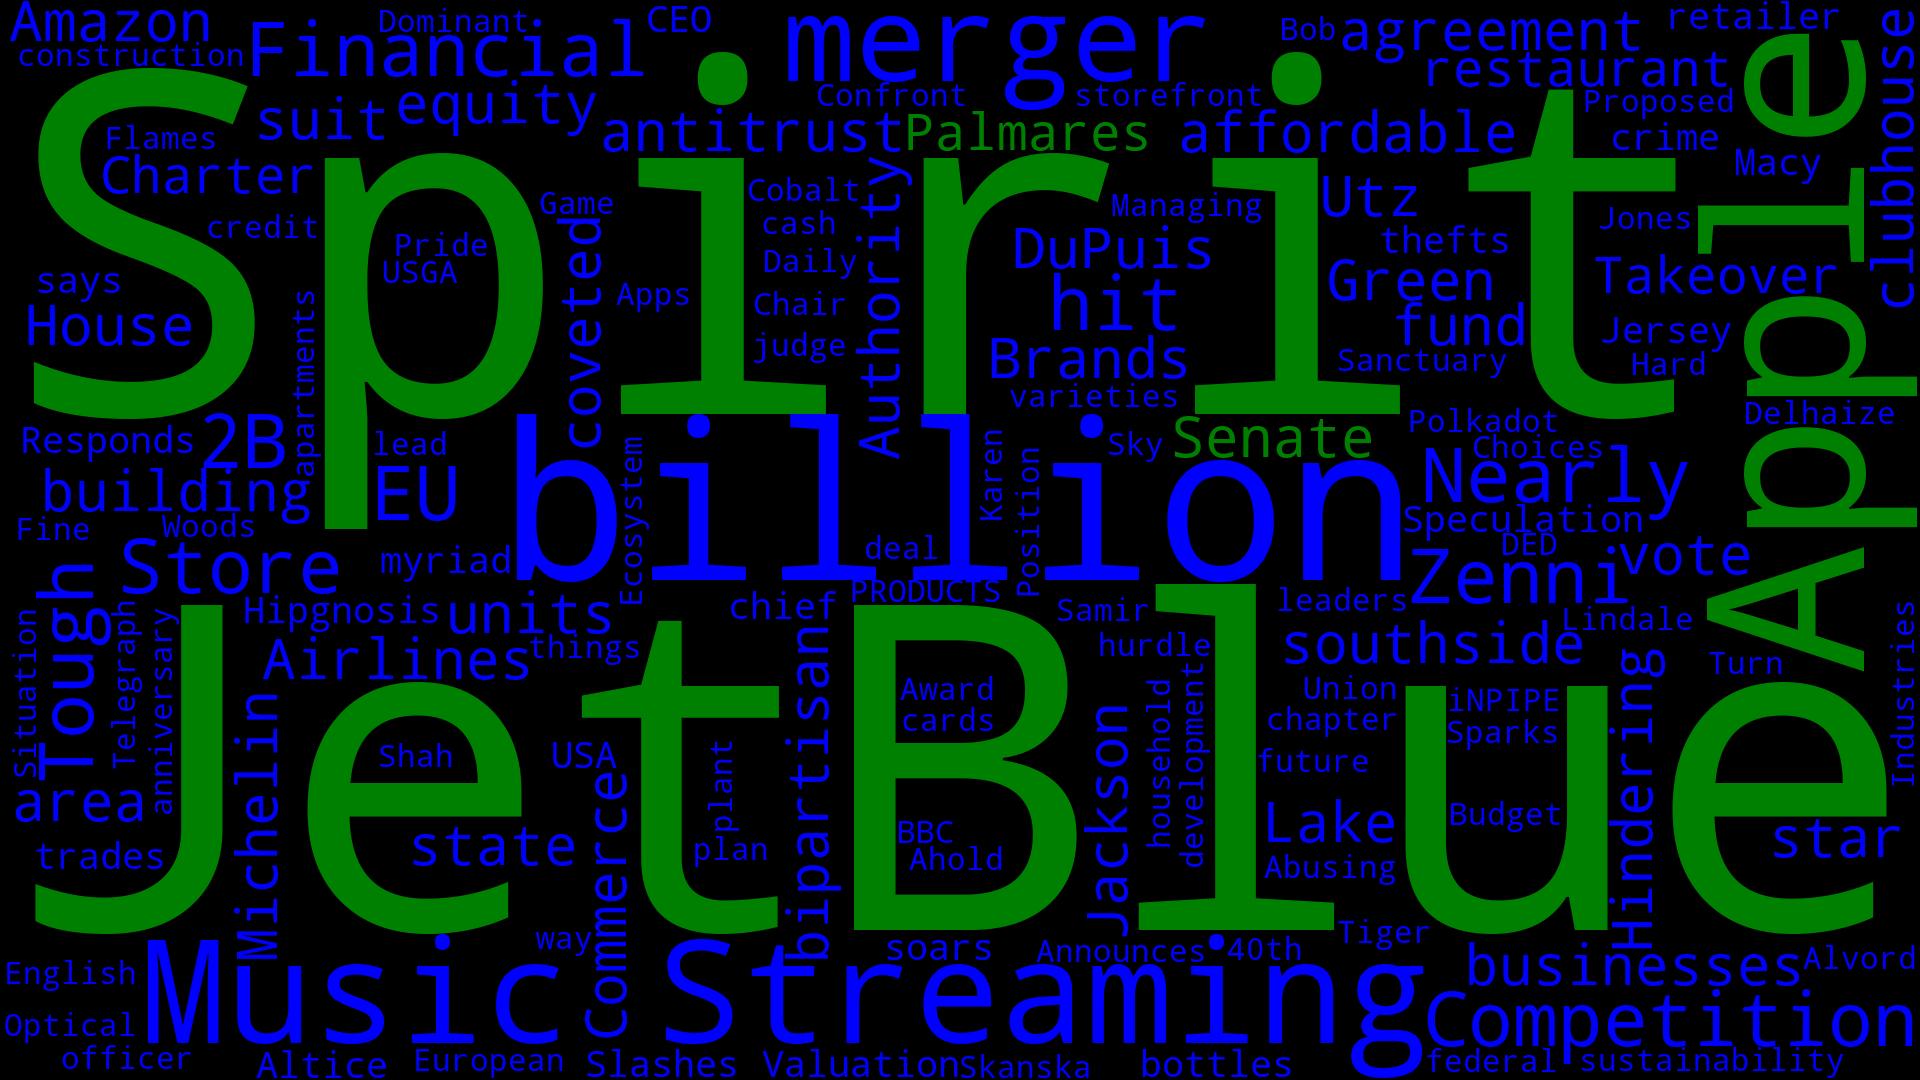 Amazon
Dominant
CEO
merger
Bob
agreement
retailer
construction
Financial
restaurant
clubhouse
Spirit
suit
equity
Confront
storefront
Proposed
Flames
antitrust
Palmares
affordable
crime
Charter
Macy
Apple
credit
Game
Cobalt
Authority
Managing
Utz
Jones
Pride
cash
DuPuis
thefts
USGA
coveted
Daily
says
Apps
hit
Green
Takeover
House
apartments
Chair
fund
Jersey
judge
Brands
Sanctuary
Hard
varieties
Delhaize
Responds
2B
lead
billion
Sky
Senate
Polkadot
Choices
building
EU
Ecosystem
Karen
Position
Nearly
Fine
Woods
Speculation
Store
myriad
deal
DED
vote
PRODUCTS
Zenni
Tough
Hipgnosis
units
chief
Samir
leaders
Lindale
Situation
Telegraph
anniversary
Airlines
things
hurdle
southside
Turn
Industries
JetBlue
Michelin
bipartisan
Award
cards
Jackson
household
development
Union
iNPIPE
Hindering
chapter
Sparks
Shah
USA
plant
future
area
Commerce
Lake
Budget
star
trades
state
plan
BBC
Ahold
Abusing
way
soars
Announces
40th
Tiger
English
Music Streaming
businesses
Alvord
Optical
Competition
officer
Altice
European
Slashes
Valuation
Skanska
bottles
federal
sustainability